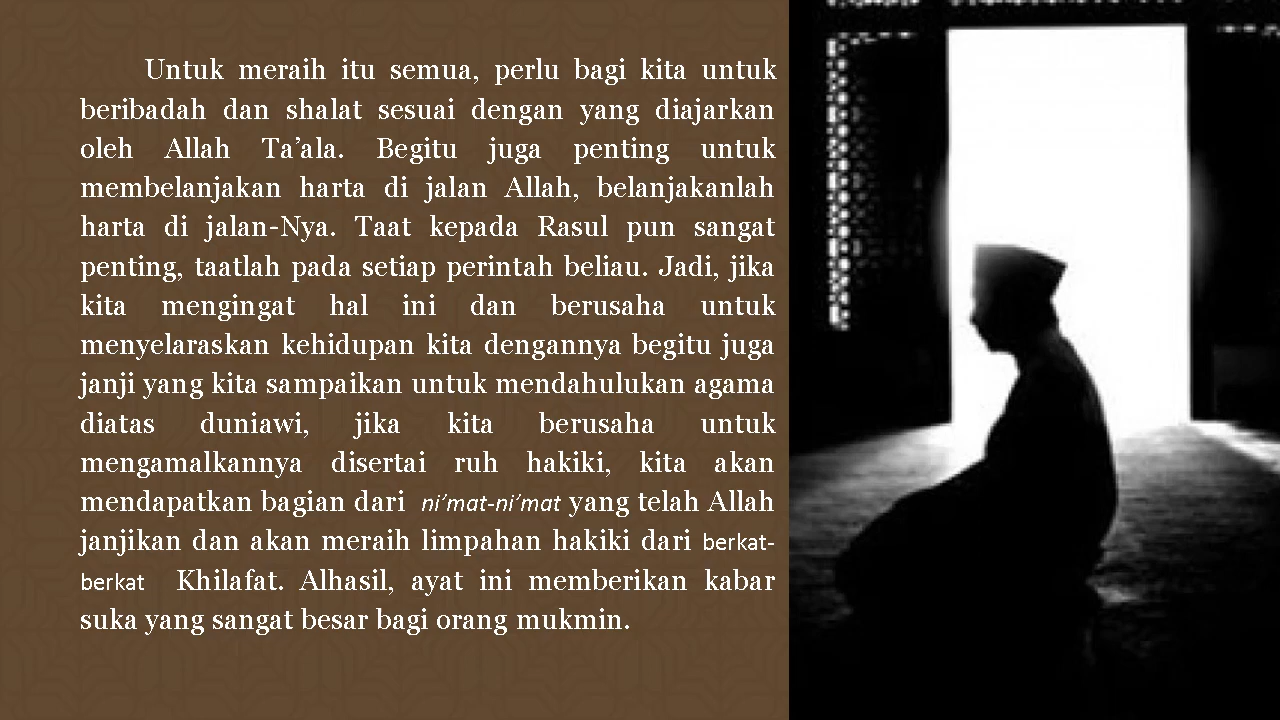 Untuk meraih itu semua, perlu bagi kita untuk
beribadah dan shalat sesuai dengan yang diajarkan
oleh Allah Ta’ala. Begitu juga penting untuk
membelanjakan harta di jalan Allah, belanjakanlah
harta di jalan-Nya. Taat kepada Rasul pun sangat
penting, taatlah pada setiap perintah beliau. Jadi, jika
kita mengingat hal ini dan berusaha untuk
menyelaraskan kehidupan kita dengannya begitu juga
janji yang kita sampaikan untuk mendahulukan agama
diatas duniawi, jika kita berusaha untuk
mengamalkannya disertai ruh hakiki, kita akan
mendapatkan bagian dari ni’mat-ni’mat yang telah Allah
janjikan dan akan meraih limpahan hakiki dari berkat-
berkat Khilafat. Alhasil, ayat ini memberikan kabar
suka yang sangat besar bagi orang mukmin.